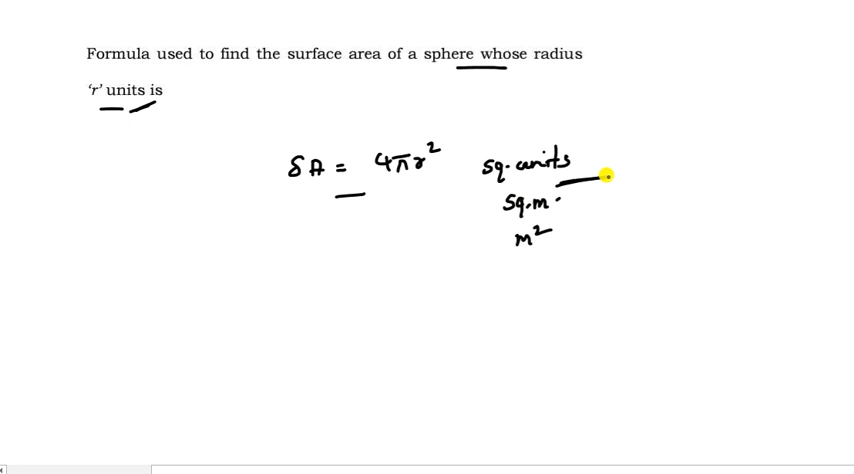 Formula used to find the surface area of a sphere whose radius
'r' units is
SA = 4πr² sq. units
sq.m.
m²